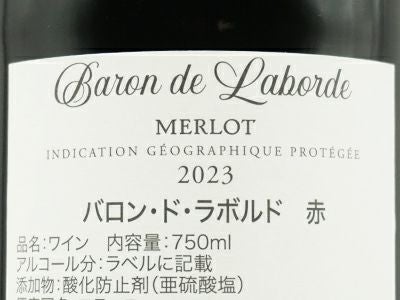 Baron de Laborde
MERLOT
INDICATION GÉOGRAPHIQUE PROTÉGÉE
2023
バロン・ド・ラボルド 赤
品名:ワイン 内容量:750ml
アルコール分:ラベルに記載
添加物:酸化防止剤(亜硫酸塩)